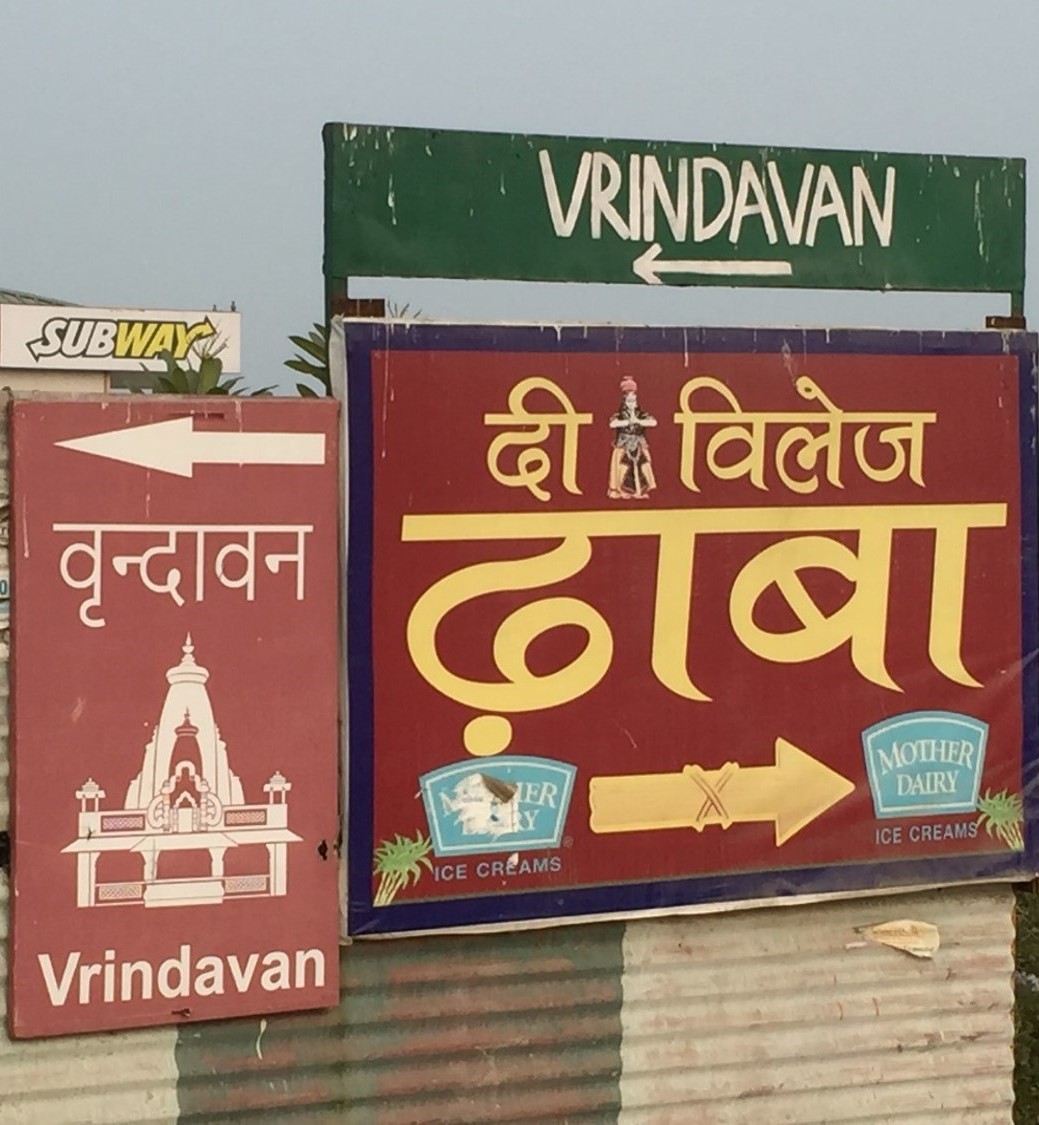 VRINDAVAN
SUBWAY
वृन्दावन
Vrindavan
दी विलेज
ढ़ाबा
MOTHER
DAIRY
ICE CREAMS
ICE CREAMS